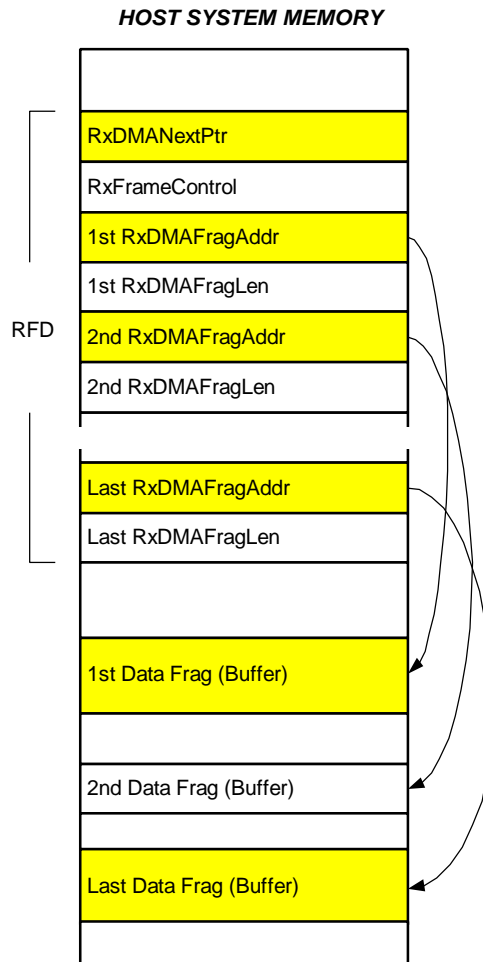 HOST SYSTEM MEMORY
RxDMANextPtr
RxFrameControl
1st RxDMAFragAddr
1st RxDMAFragLen
RFD
2nd RxDMAFragAddr
2nd RxDMAFragLen
Last RxDMAFragAddr
Last RxDMAFragLen
1st Data Frag (Buffer)
2nd Data Frag (Buffer)
Last Data Frag (Buffer)